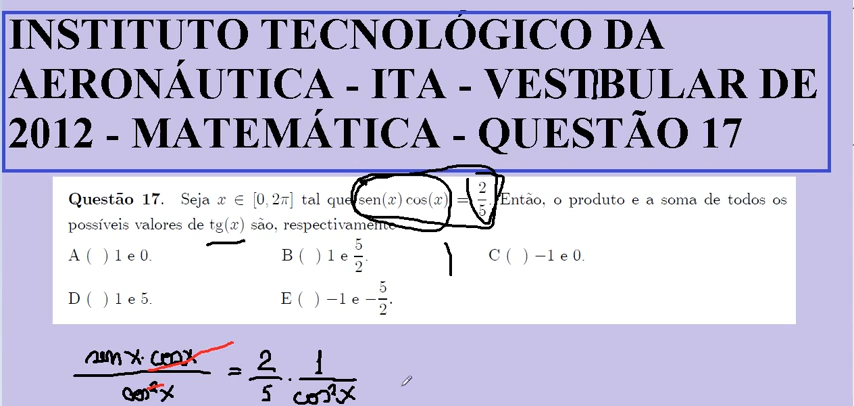 INSTITUTO TECNOLÓGICO DA
AERONÁUTICA - ITA - VESTIBULAR DE
2012 - MATEMÁTICA - QUESTÃO 17
Questão 17. Seja x ∈ [0, 2π] tal que sen(x) cos(x) = 2/5. Então, o produto e a soma de todos os
possíveis valores de tg(x) são, respectivamente
A ( ) 1 e 0. B ( ) 1 e 5/2. C ( ) −1 e 0.
D ( ) 1 e 5. E ( ) −1 e −5/2.
sen x · cos x / cos²x = 2/5 · 1/cos²x